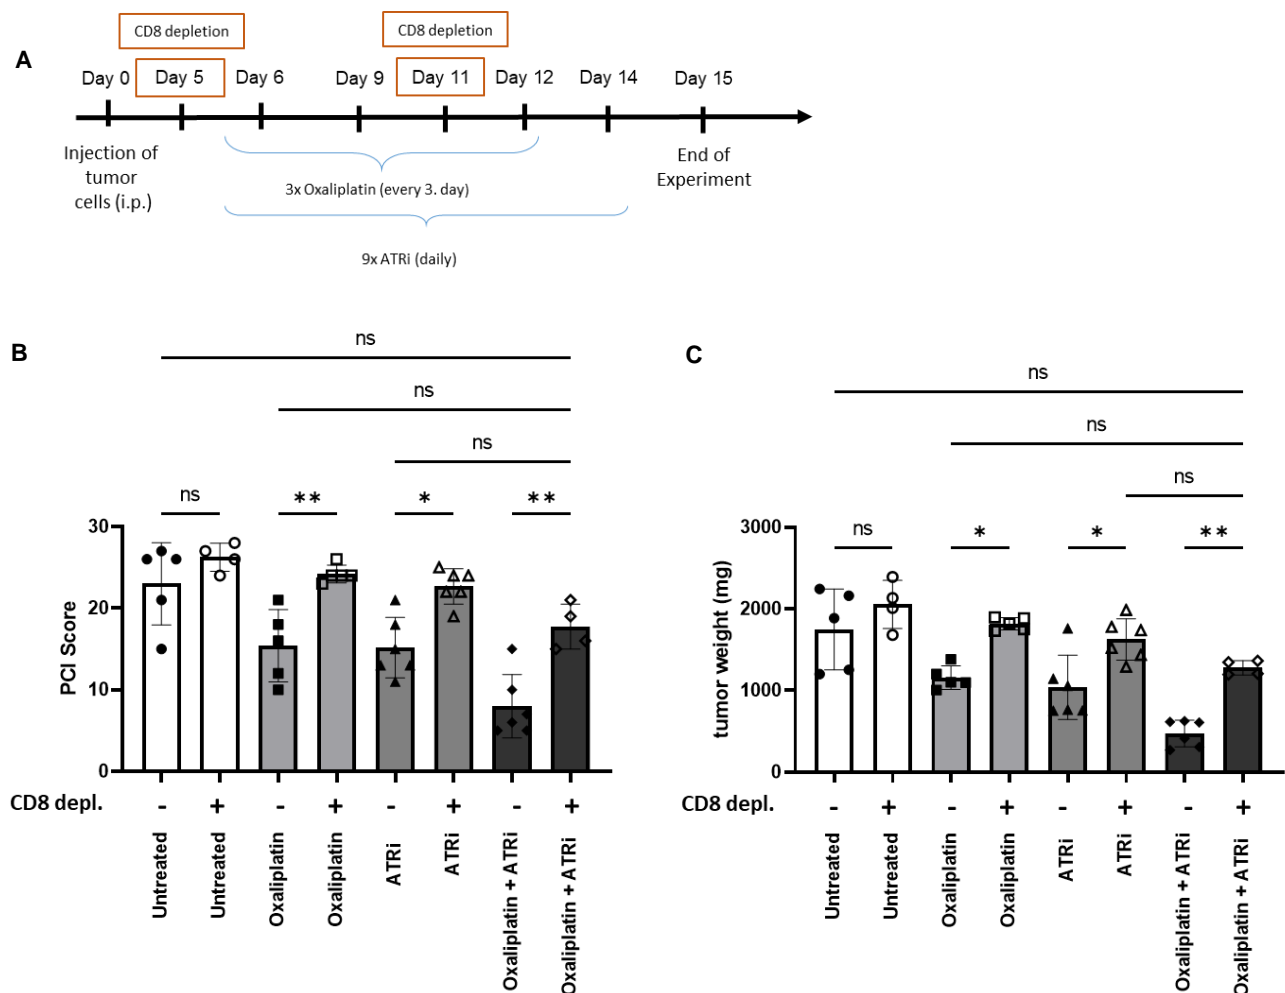 A
CD8 depletion
CD8 depletion
Day 0
Day 5
Day 6
Day 9
Day 11
Day 12
Day 14
Day 15
Injection of
tumor
cells (i.p.)
End of
Experiment
3x Oxaliplatin (every 3. day)
9x ATRi (daily)
B
ns
ns
ns
ns
**
*
**
PCI Score
30
20
10
0
CD8 depl.
- + - + - + - +
Untreated
Untreated
Oxaliplatin
Oxaliplatin
ATRi
ATRi
Oxaliplatin + ATRi
Oxaliplatin + ATRi
C
ns
ns
ns
ns
*
*
**
tumor weight (mg)
3000
2000
1000
0
CD8 depl.
- + - + - + - +
Untreated
Untreated
Oxaliplatin
Oxaliplatin
ATRi
ATRi
Oxaliplatin + ATRi
Oxaliplatin + ATRi